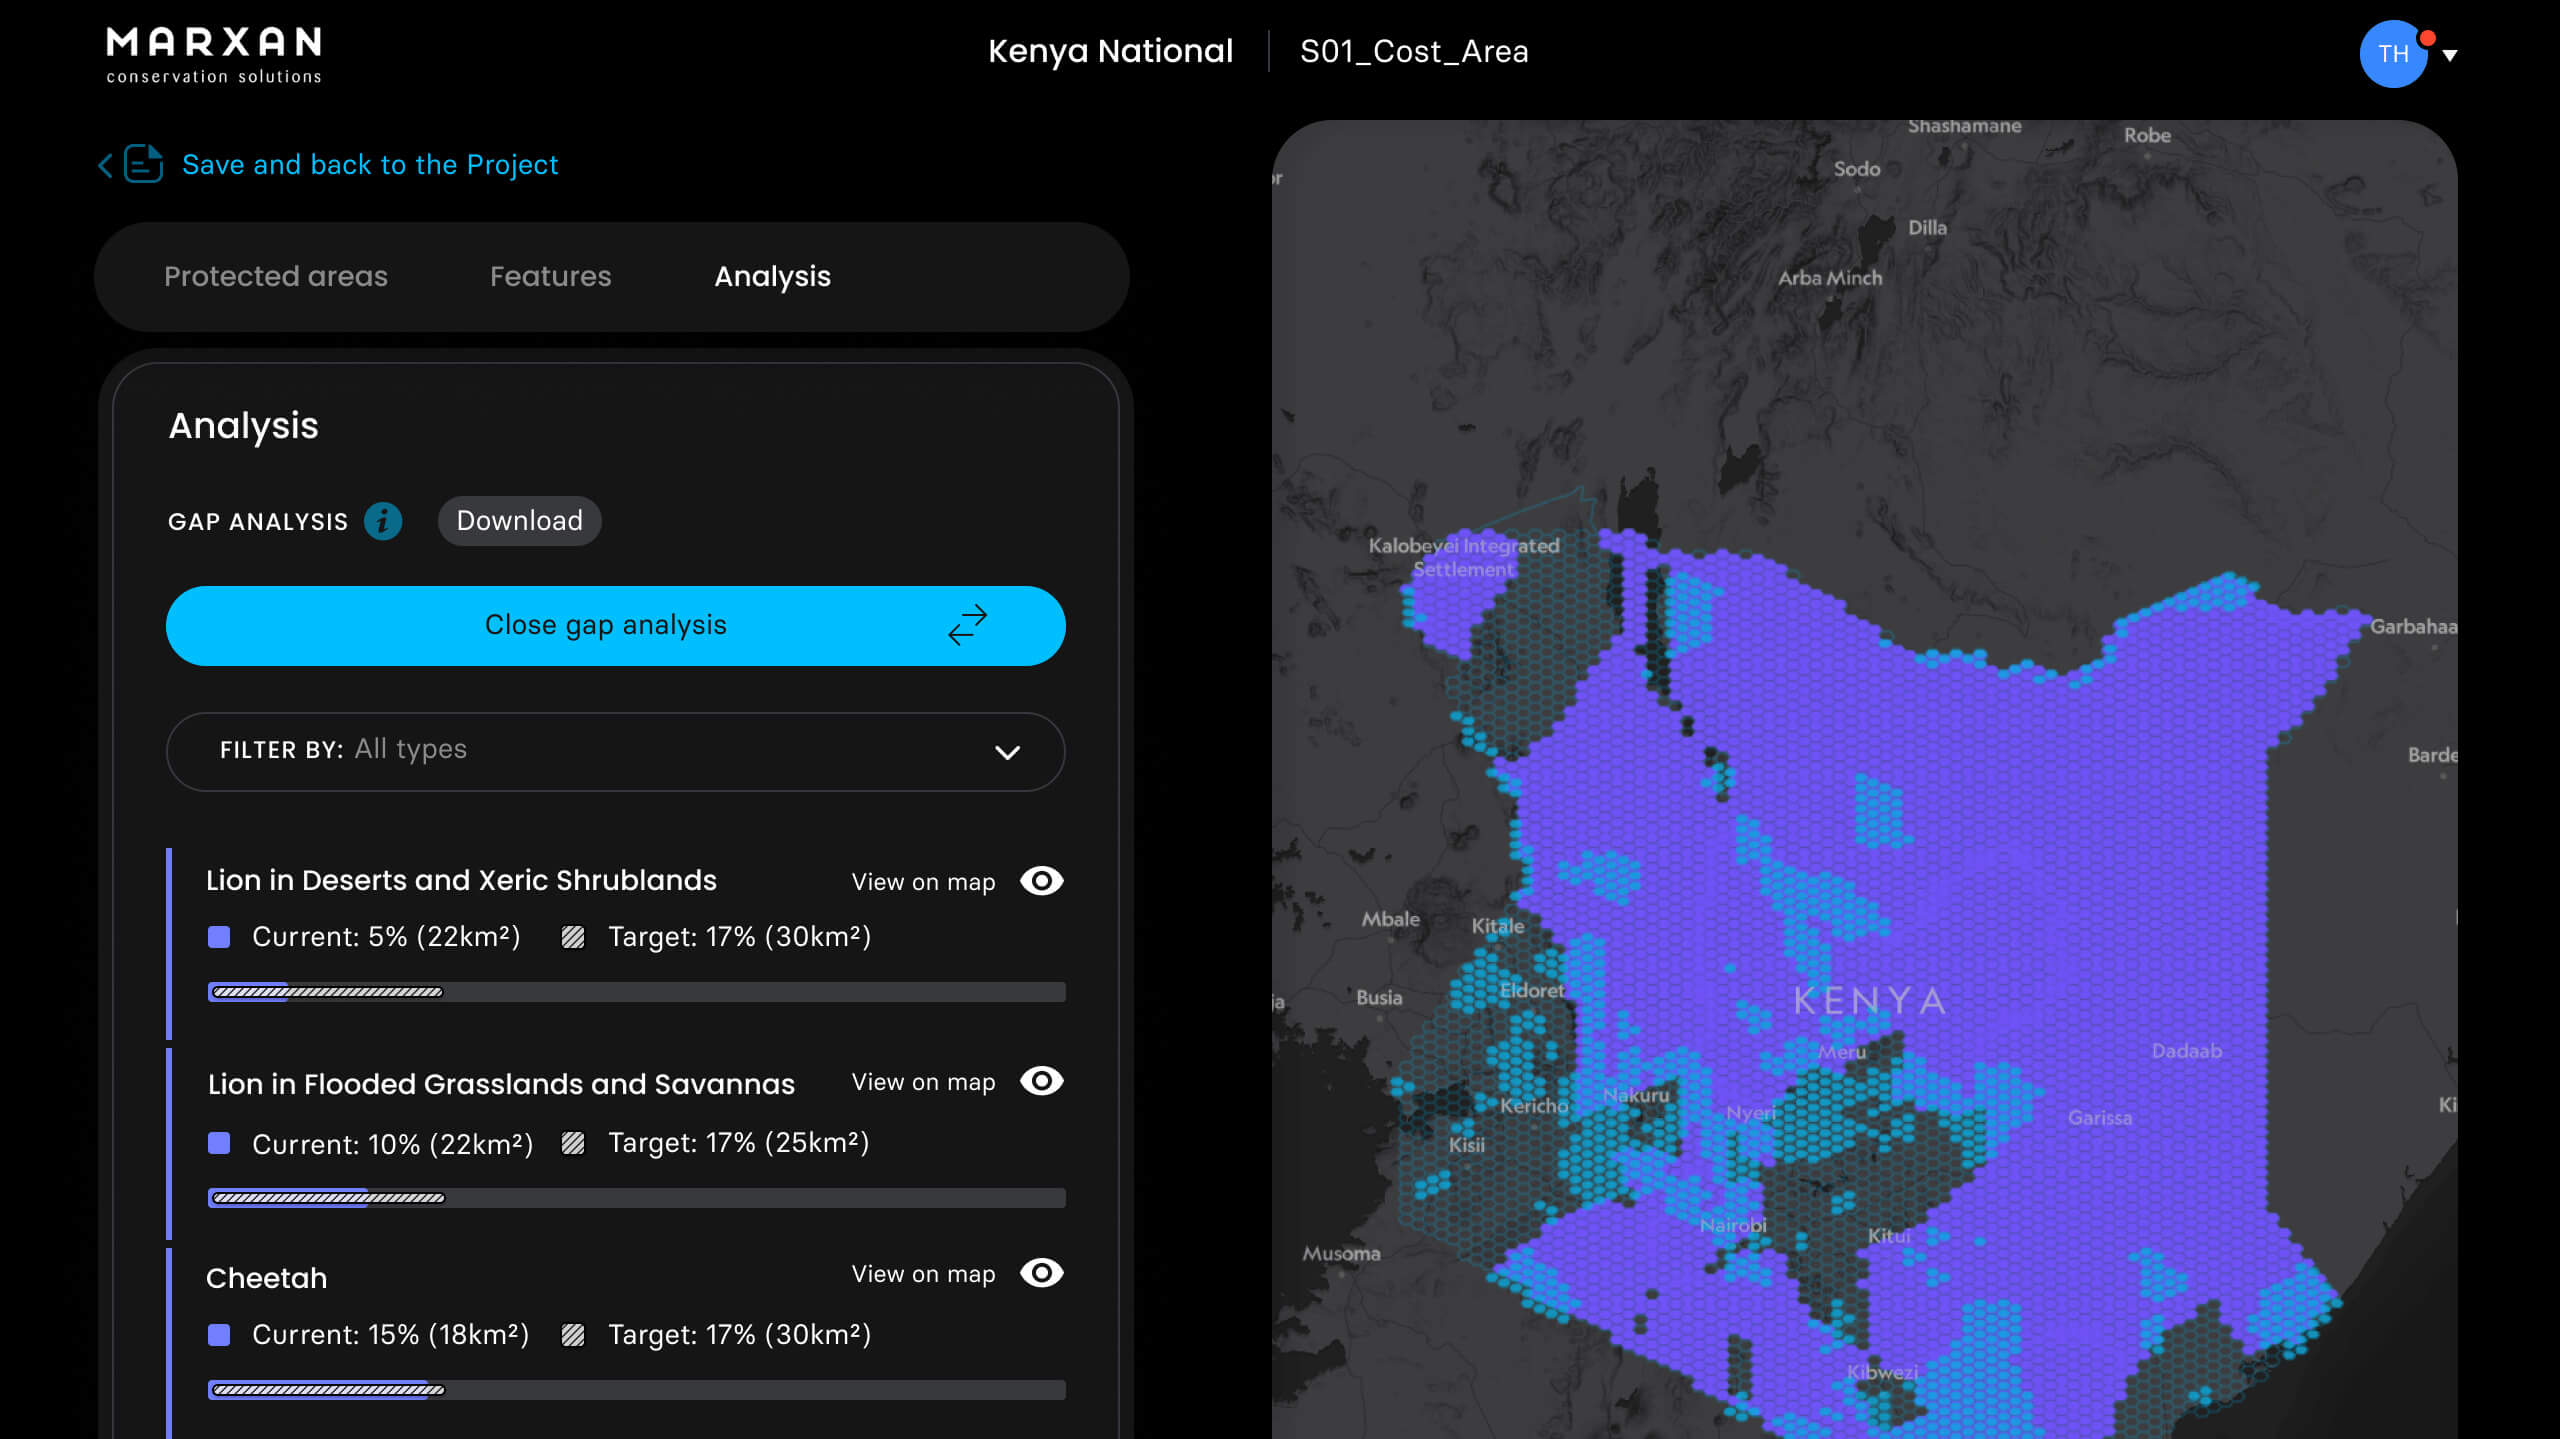 MARXAN
conservation solutions
Kenya National
S01_Cost_Area
TH
Save and back to the Project
Protected areas
Features
Analysis
Analysis
GAP ANALYSIS
i
Download
Close gap analysis
FILTER BY: All types
Lion in Deserts and Xeric Shrublands
View on map
Current: 5% (22km²)
Target: 17% (30km²)
Lion in Flooded Grasslands and Savannas
View on map
Current: 10% (22km²)
Target: 17% (25km²)
Cheetah
View on map
Current: 15% (18km²)
Target: 17% (30km²)
Shashamane
Robe
Sodo
or
Dilla
Arba Minch
Kalobeyei Integrated
Settlement
Garbahaa
Barde
Mbale
Kitale
Busia
Eldoret
ja
KENYA
Meru
Dadaab
Kericho
Nakuru
Nyeri
Garissa
Ki
Kisii
Nairobi
Kitui
Musoma
Kibwezi